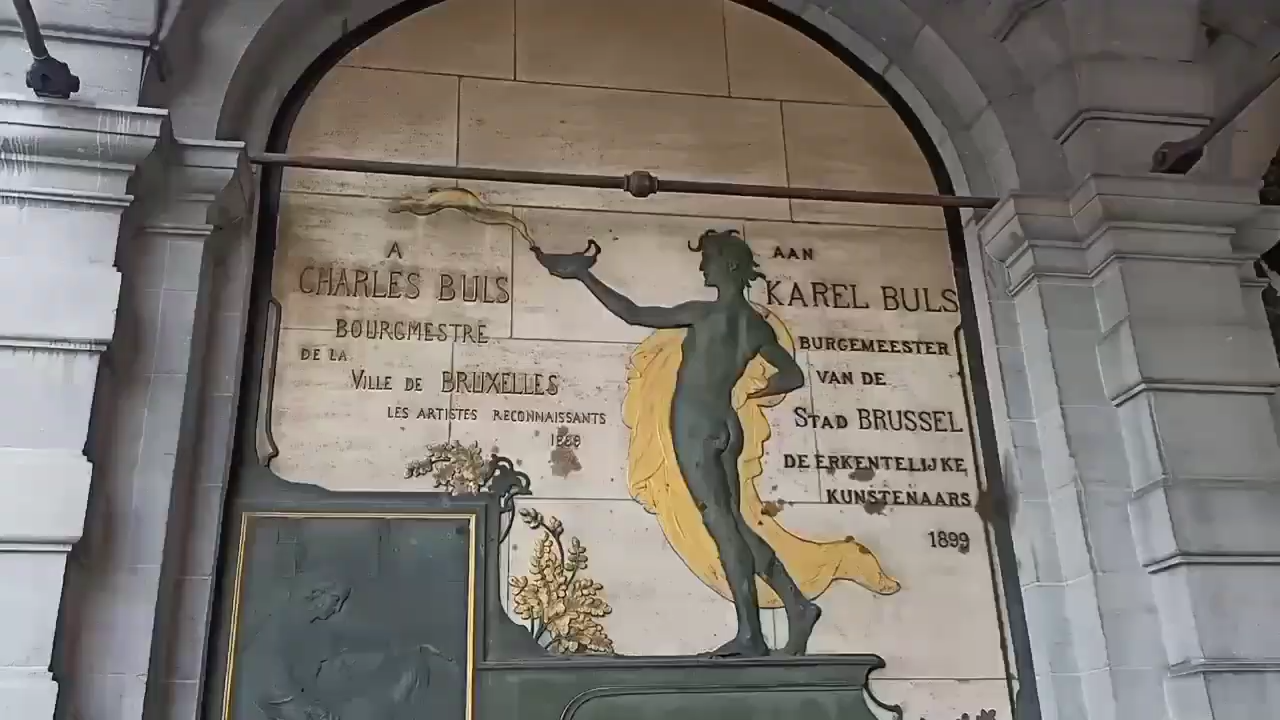 A
CHARLES BULS
BOURGMESTRE
DE LA
VILLE DE BRUXELLES
LES ARTISTES RECONNAISSANTS
1899
AAN
KAREL BULS
BURGEMEESTER
VAN DE
STAD BRUSSEL
DE ERKENTELIJKE
KUNSTENAARS
1899